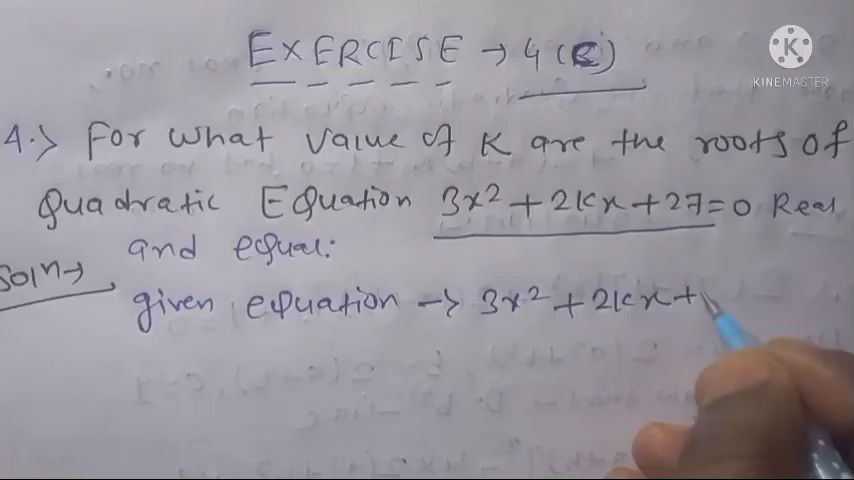 EXERCISE → 4(C)
K
KINEMASTER
4.> For what value of K are the roots of
Quadratic Equation 3x² + 2kx + 27 = 0 Real
and equal.
Soln →
given equation → 3x² + 2kx +